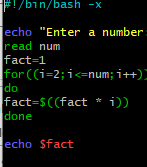 #!/bin/bash -x
echo "Enter a number
read num
fact=1
for((i=2;i<=num;i++))
do
fact=$((fact * i))
done
echo $fact